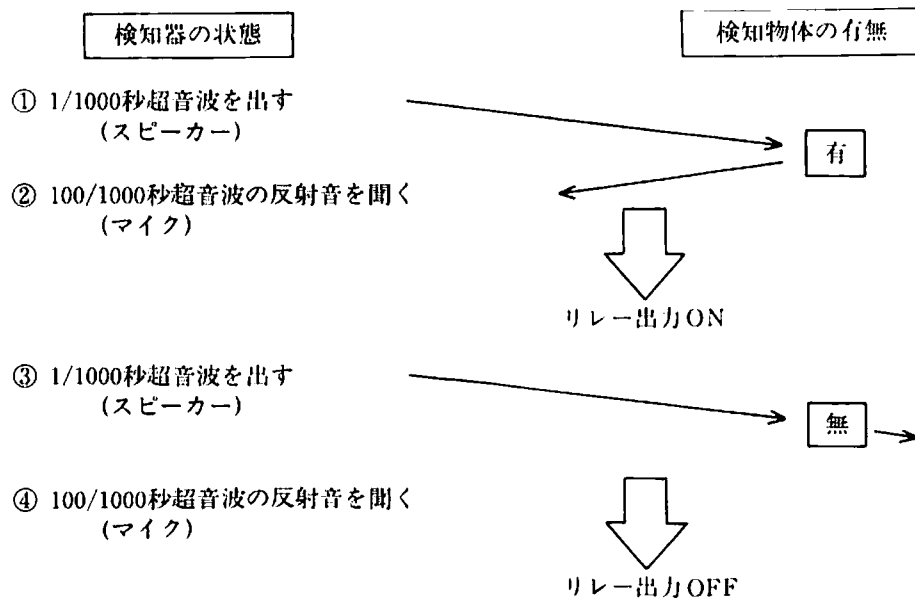 検知器の状態
検知物体の有無
① 1/1000秒超音波を出す
(スピーカー)
有
② 100/1000秒超音波の反射音を聞く
(マイク)
リレー出力ON
③ 1/1000秒超音波を出す
(スピーカー)
無
④ 100/1000秒超音波の反射音を聞く
(マイク)
リレー出力OFF